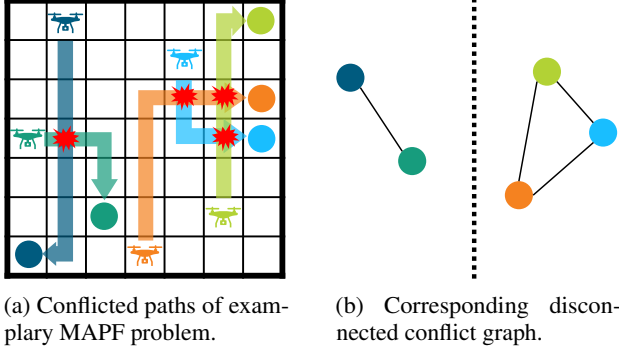 (a) Conflicted paths of exam-
plary MAPF problem.
(b) Corresponding discon-
nected conflict graph.